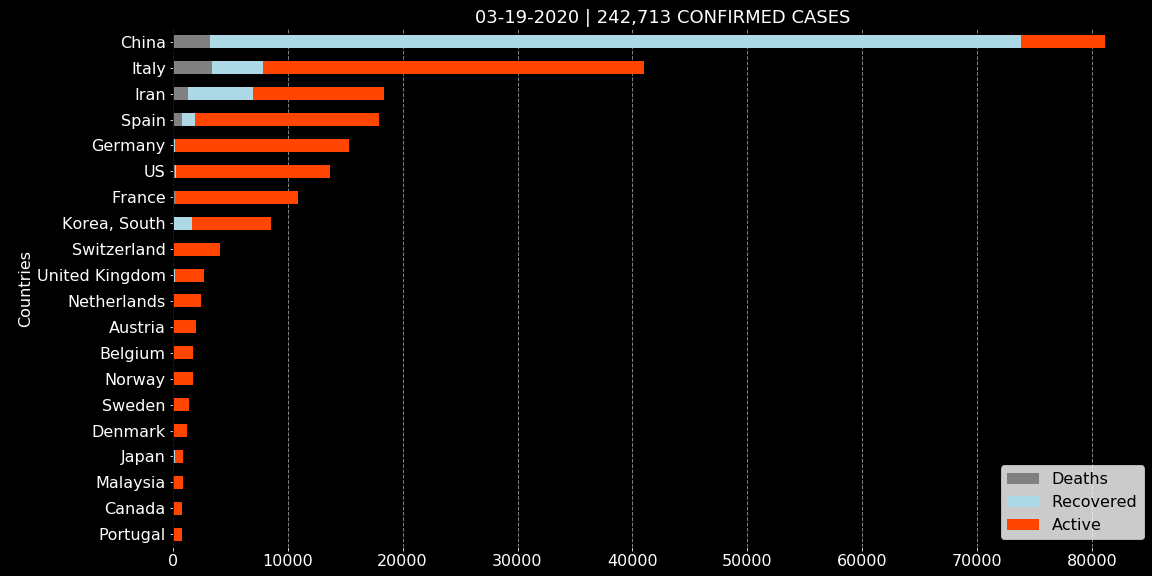 03-19-2020 | 242,713 CONFIRMED CASES
Countries
China
Italy
Iran
Spain
Germany
US
France
Korea, South
Switzerland
United Kingdom
Netherlands
Austria
Belgium
Norway
Sweden
Denmark
Japan
Malaysia
Canada
Portugal
0 10000 20000 30000 40000 50000 60000 70000 80000
Deaths
Recovered
Active